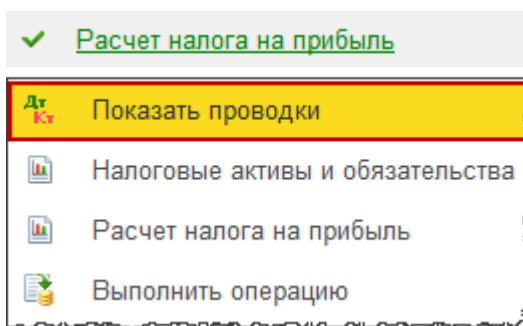 Расчет налога на прибыль
Дт Кт Показать проводки
Налоговые активы и обязательства
Расчет налога на прибыль
Выполнить операцию